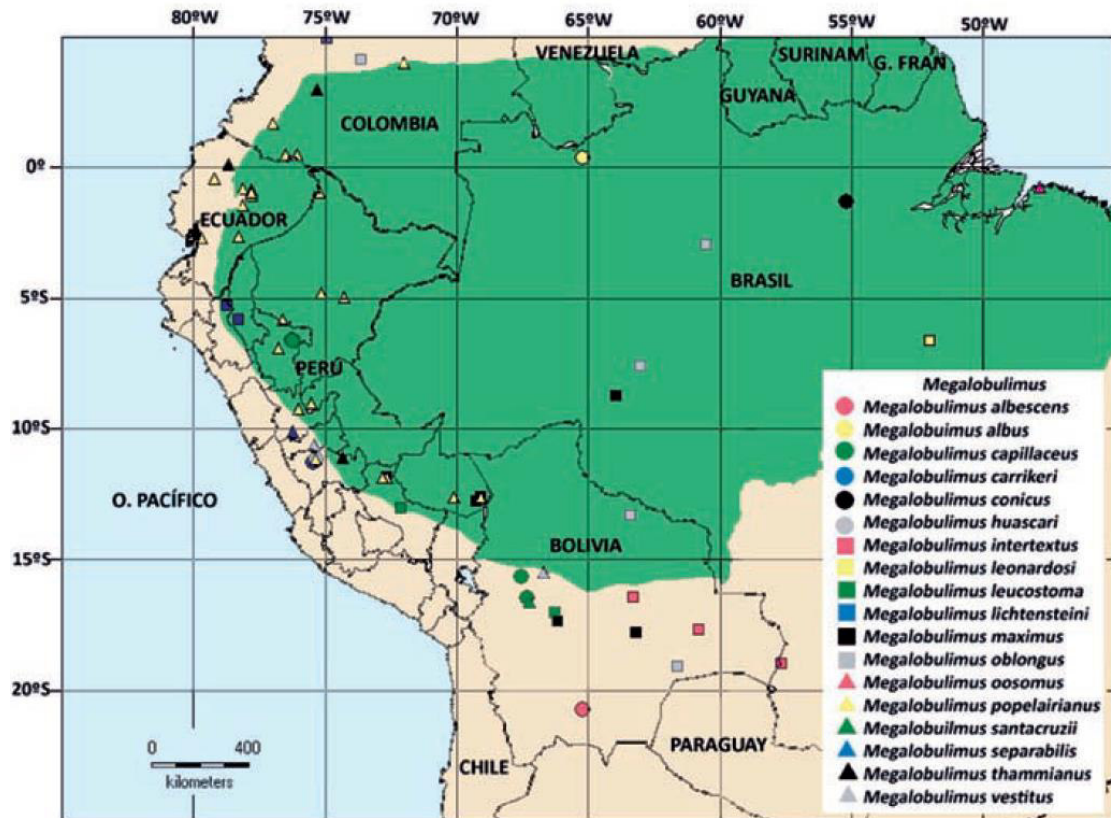 80ºW 75ºW 70ºW 65ºW 60ºW 55ºW 50ºW
VENEZUELA
SURINAM
G. FRAN
GUYANA
COLOMBIA
0º
ECUADOR
BRASIL
5ºS
PERÚ
10ºS
O. PACÍFICO
BOLIVIA
15ºS
20ºS
PARAGUAY
CHILE
0 400
kilometers
Megalobulimus
Megalobulimus albescens
Megalobuimus albus
Megalobulimus capillaceus
Megalobulimus carrikeri
Megalobulimus conicus
Megalobulimus huascari
Megalobulimus intertextus
Megalobulimus leonardosi
Megalobulimus leucostoma
Megalobulimus lichtensteini
Megalobulimus maximus
Megalobulimus oblongus
Megalobulimus oosomus
Megalobulimus popelairianus
Megalobuilmus santacruzii
Megalobulimus separabilis
Megalobulimus thammianus
Megalobulimus vestitus